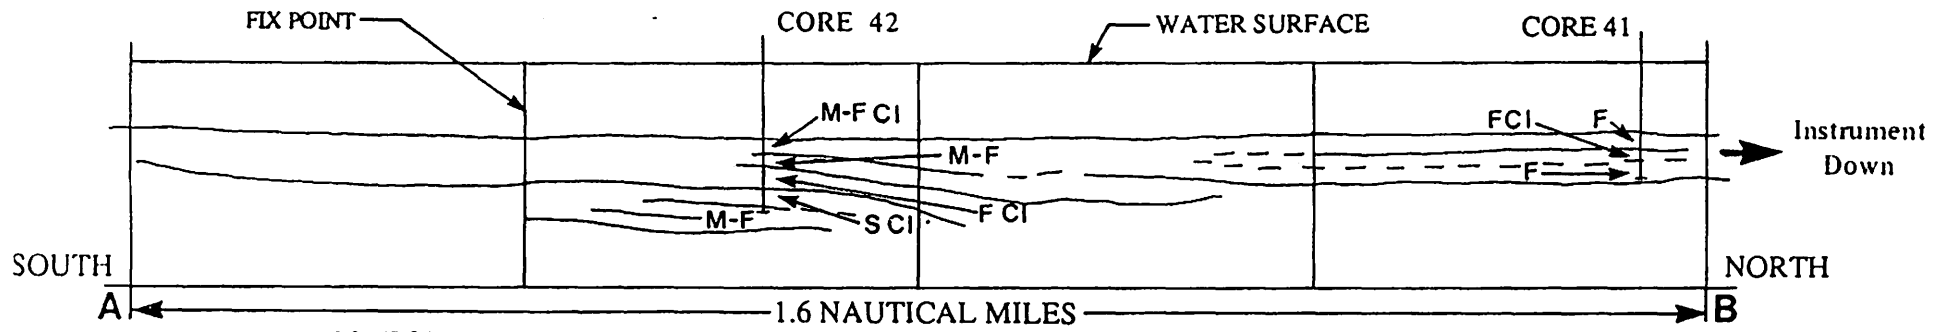 FIX POINT
CORE 42
WATER SURFACE
CORE 41
M-F Cl
FCl
F
M-F
Instrument
Down
F
M-F
S Cl
F Cl
SOUTH
NORTH
A
1.6 NAUTICAL MILES
B